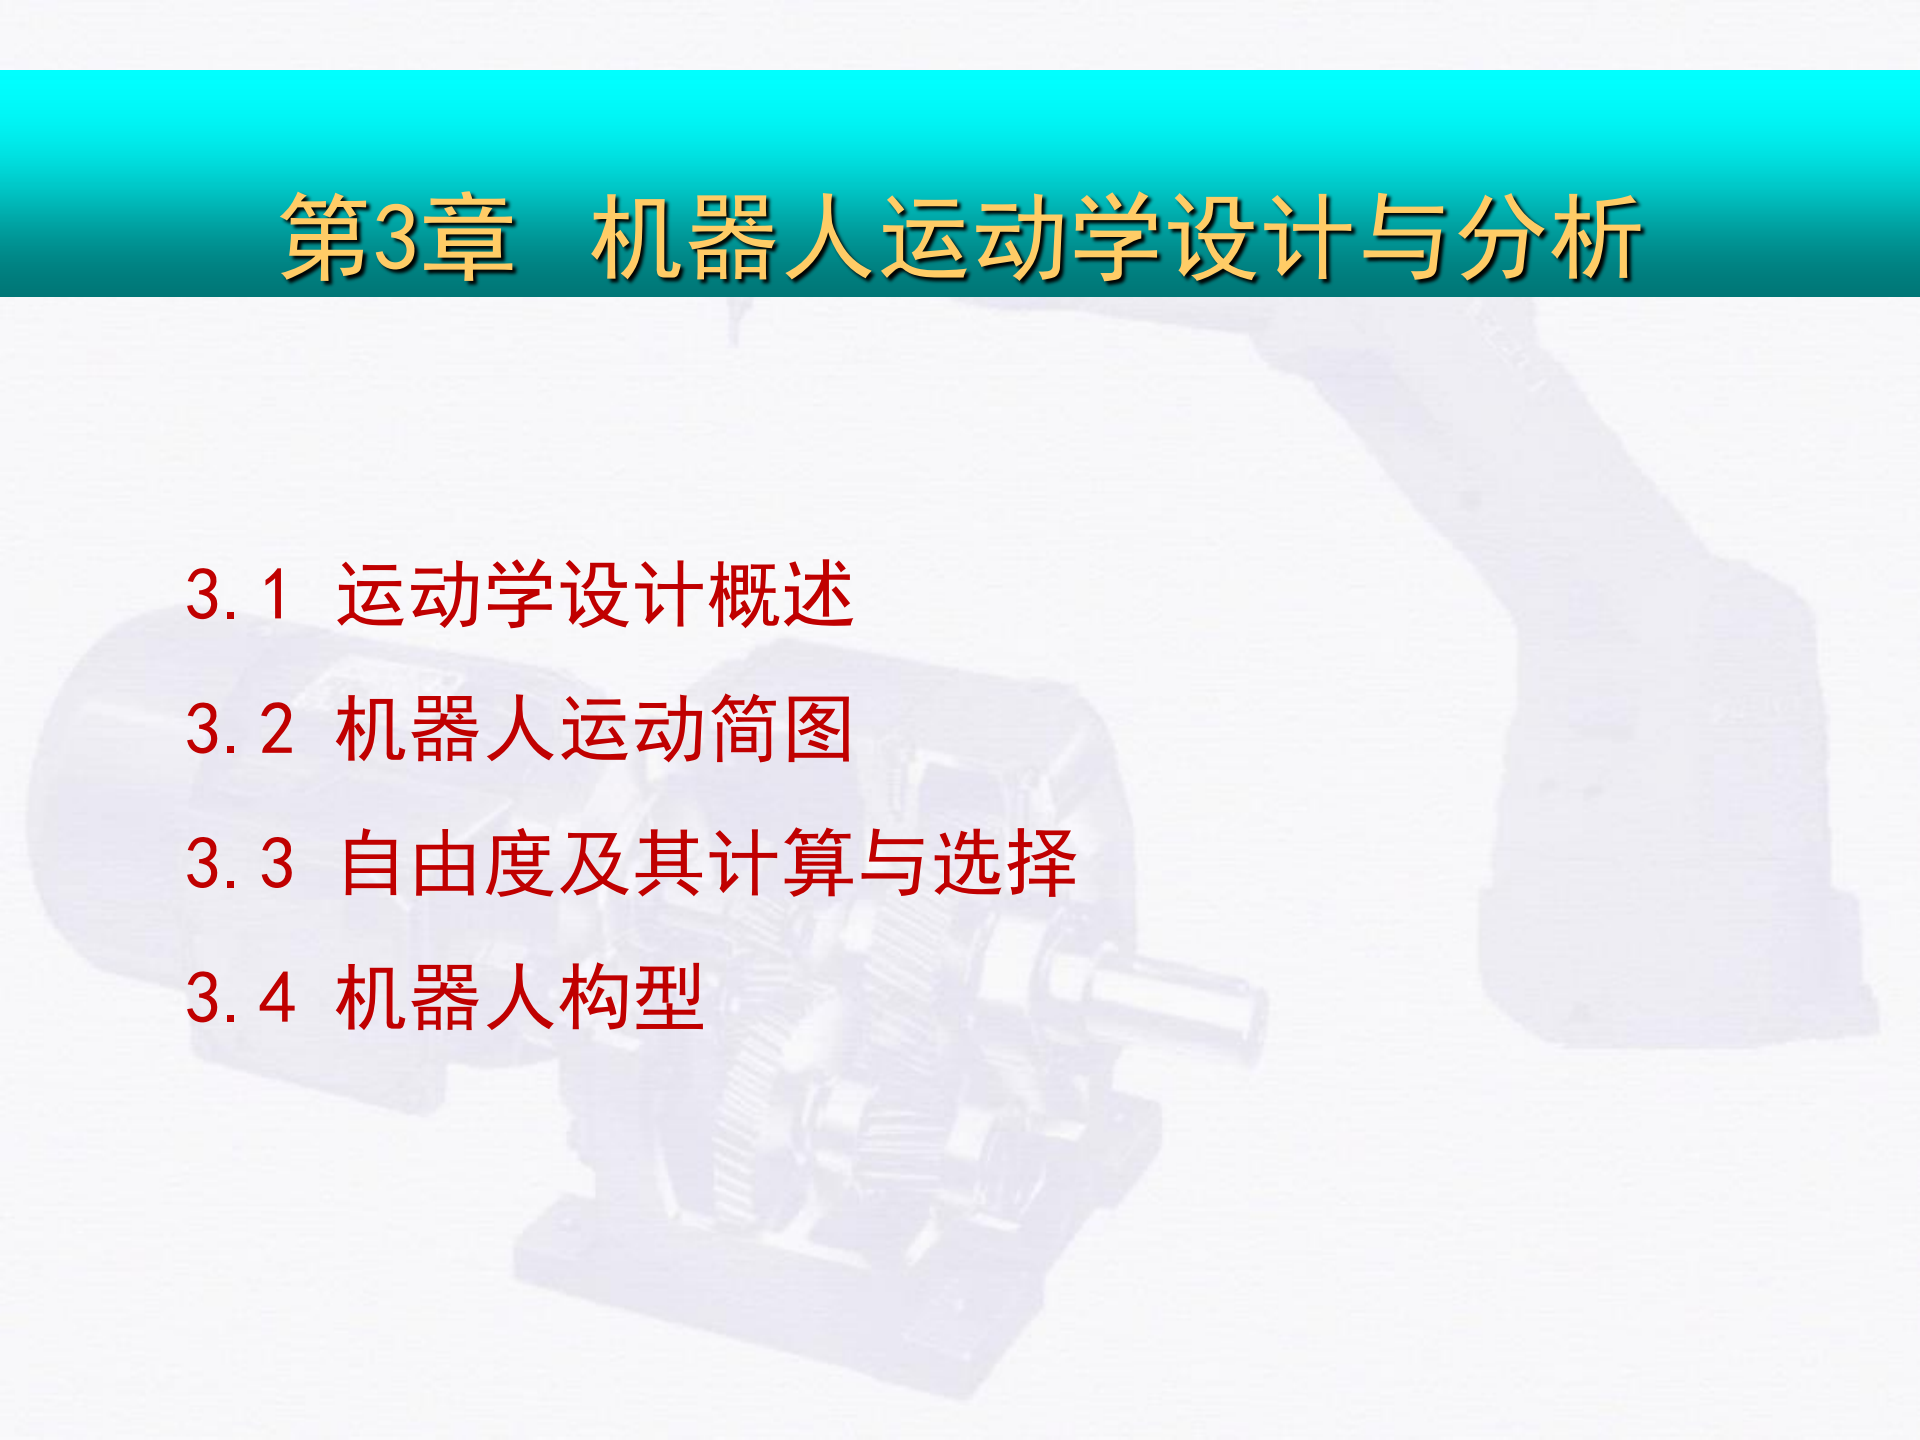 第3章 机器人运动学设计与分析
3.1 运动学设计概述
3.2 机器人运动简图
3.3 自由度及其计算与选择
3.4 机器人构型